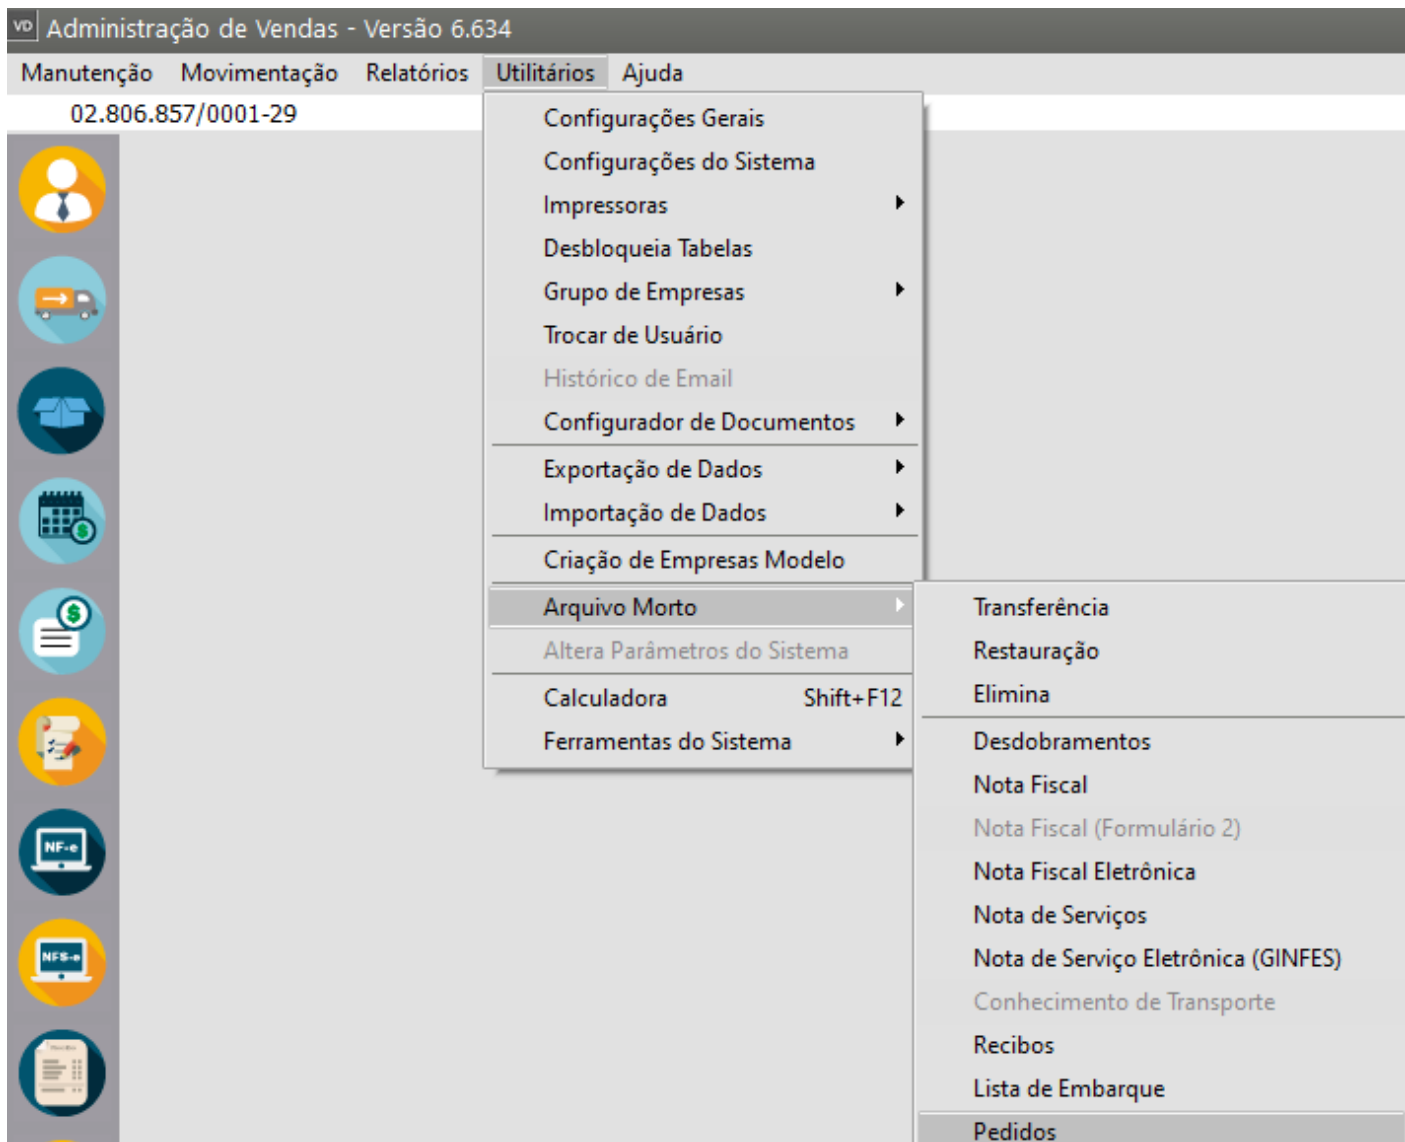 VD Administração de Vendas - Versão 6.634
Manutenção Movimentação Relatórios Utilitários Ajuda
02.806.857/0001-29
Configurações Gerais
Configurações do Sistema
Impressoras
Desbloqueia Tabelas
Grupo de Empresas
Trocar de Usuário
Histórico de Email
Configurador de Documentos
Exportação de Dados
Importação de Dados
Criação de Empresas Modelo
Arquivo Morto
Altera Parâmetros do Sistema
Calculadora Shift+F12
Ferramentas do Sistema
Transferência
Restauração
Elimina
Desdobramentos
Nota Fiscal
Nota Fiscal (Formulário 2)
Nota Fiscal Eletrônica
Nota de Serviços
Nota de Serviço Eletrônica (GINFES)
Conhecimento de Transporte
Recibos
Lista de Embarque
Pedidos
$
$
NF-e
NFS-e